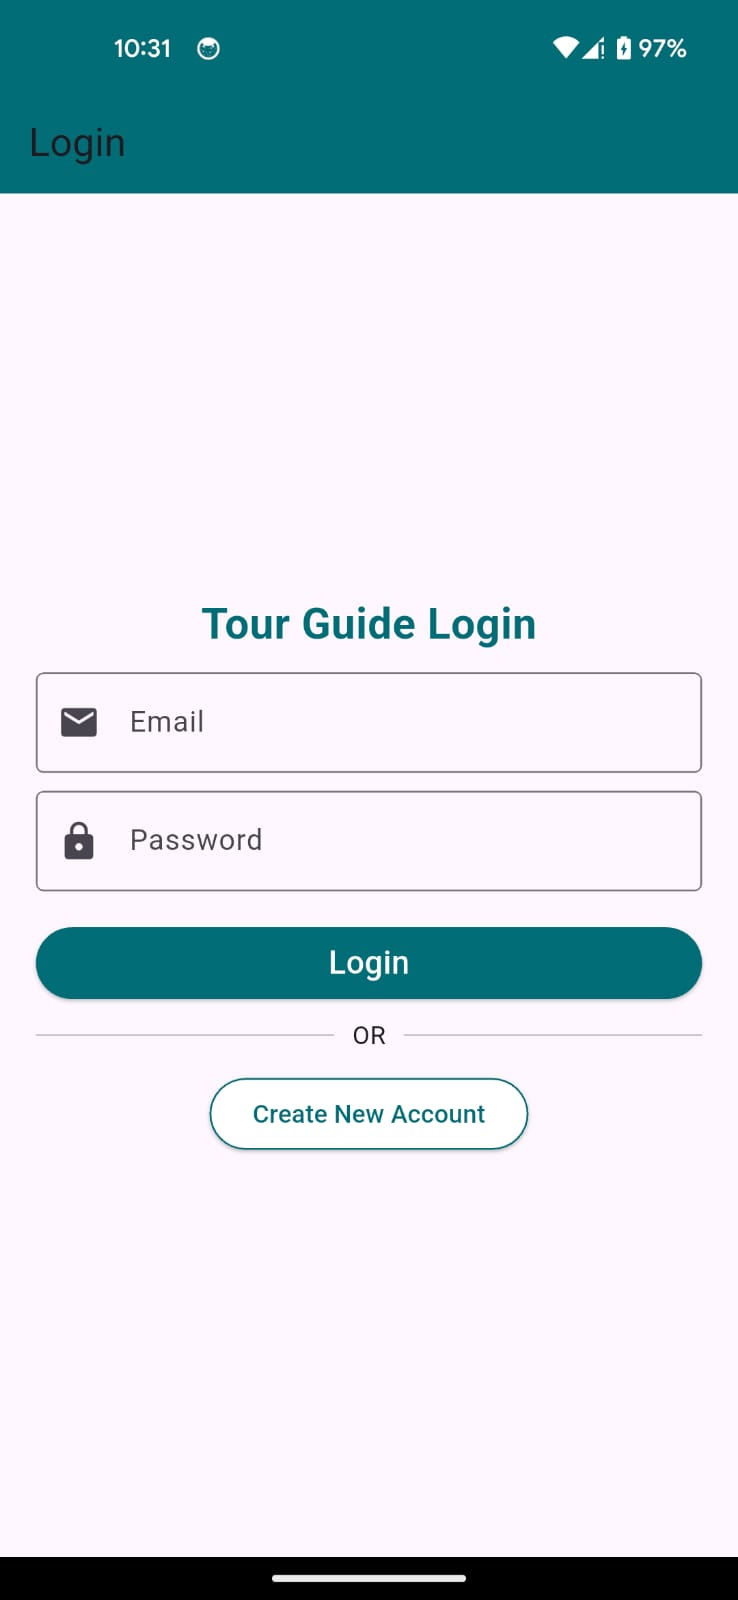 10:31 97%
Login
Tour Guide Login
Email
Password
Login
OR
Create New Account